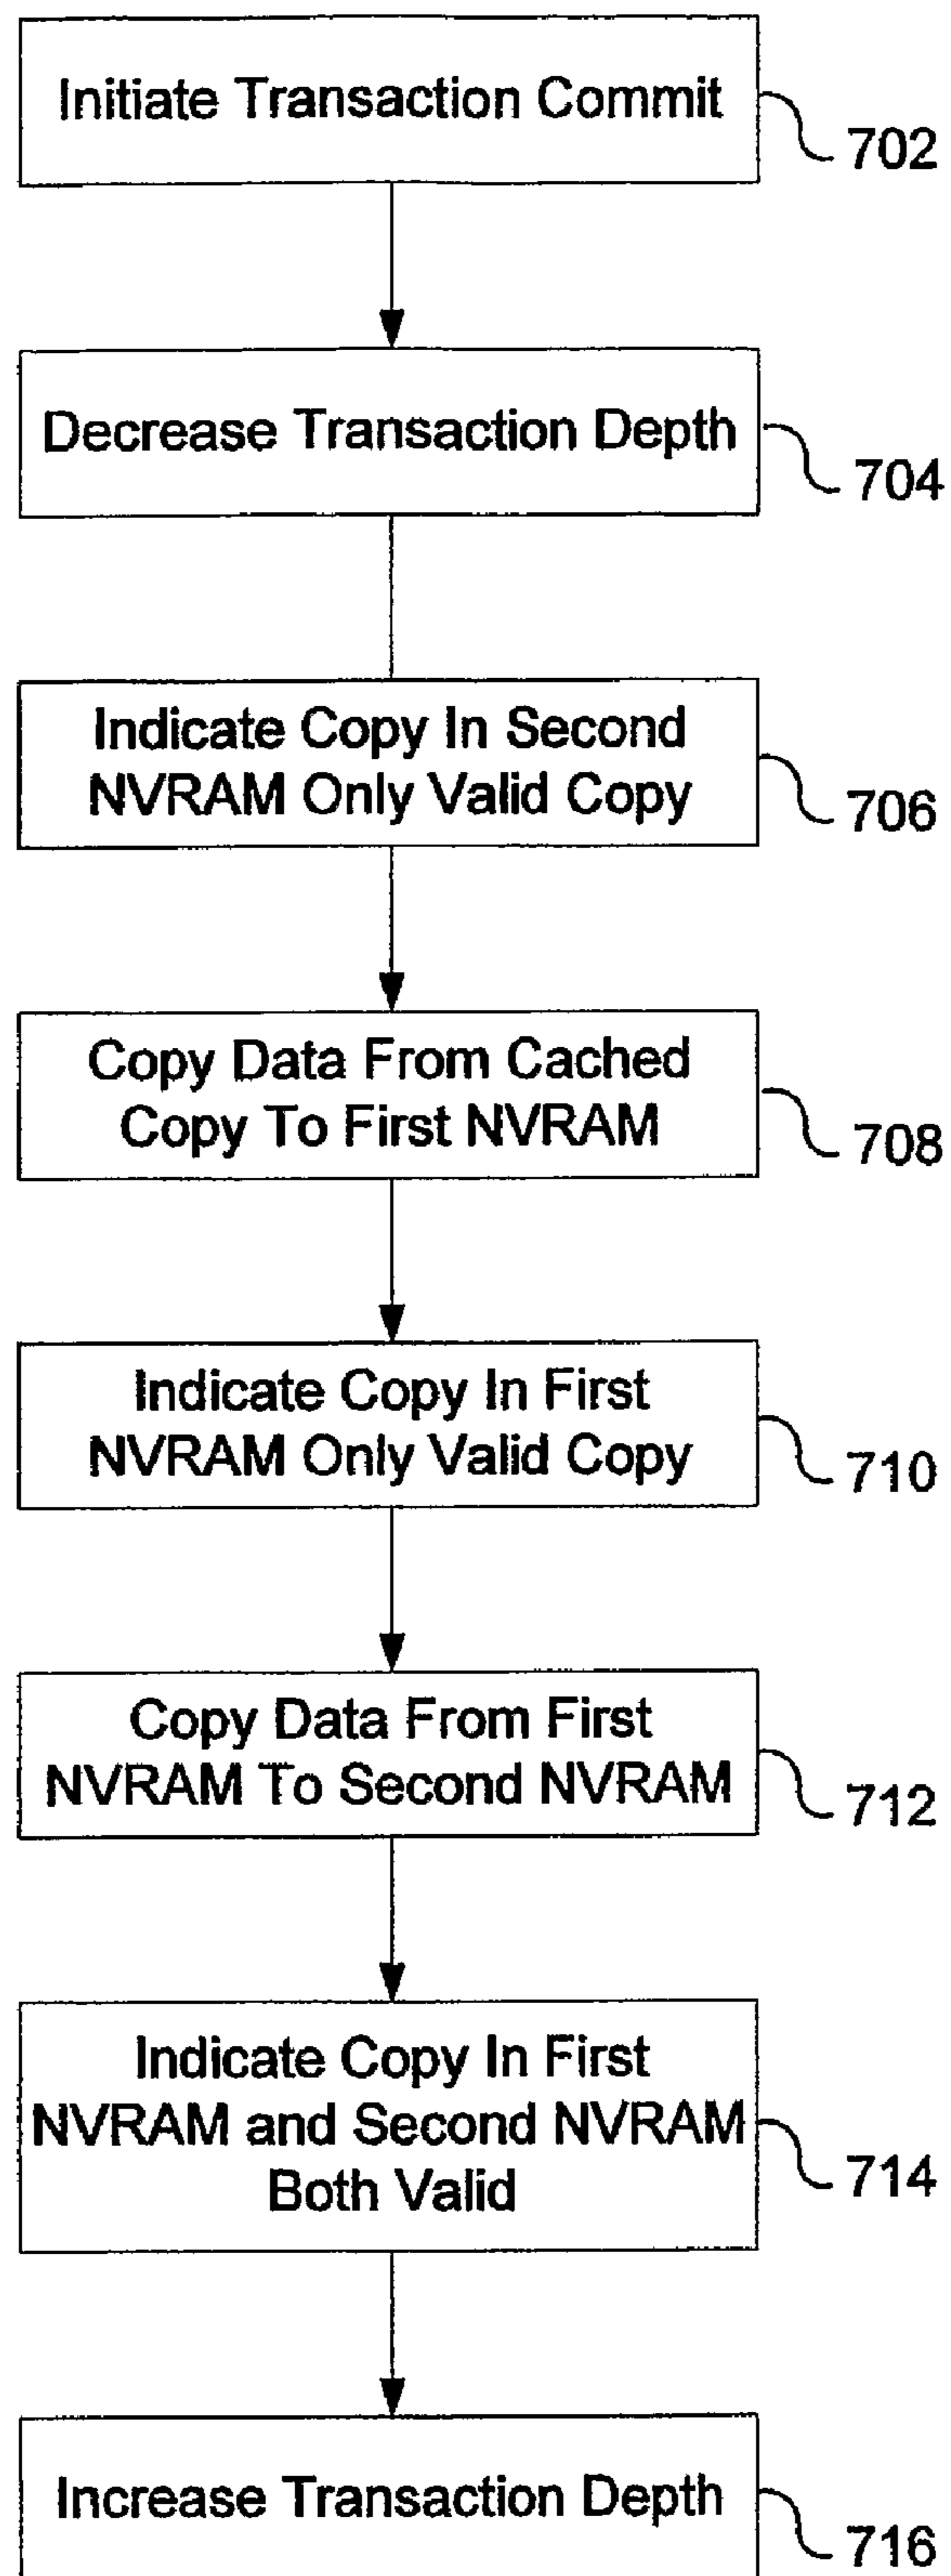 Initiate Transaction Commit
702
Decrease Transaction Depth
704
Indicate Copy In Second
NVRAM Only Valid Copy
706
Copy Data From Cached
Copy To First NVRAM
708
Indicate Copy In First
NVRAM Only Valid Copy
710
Copy Data From First
NVRAM To Second NVRAM
712
Indicate Copy In First
NVRAM and Second NVRAM
Both Valid
714
Increase Transaction Depth
716